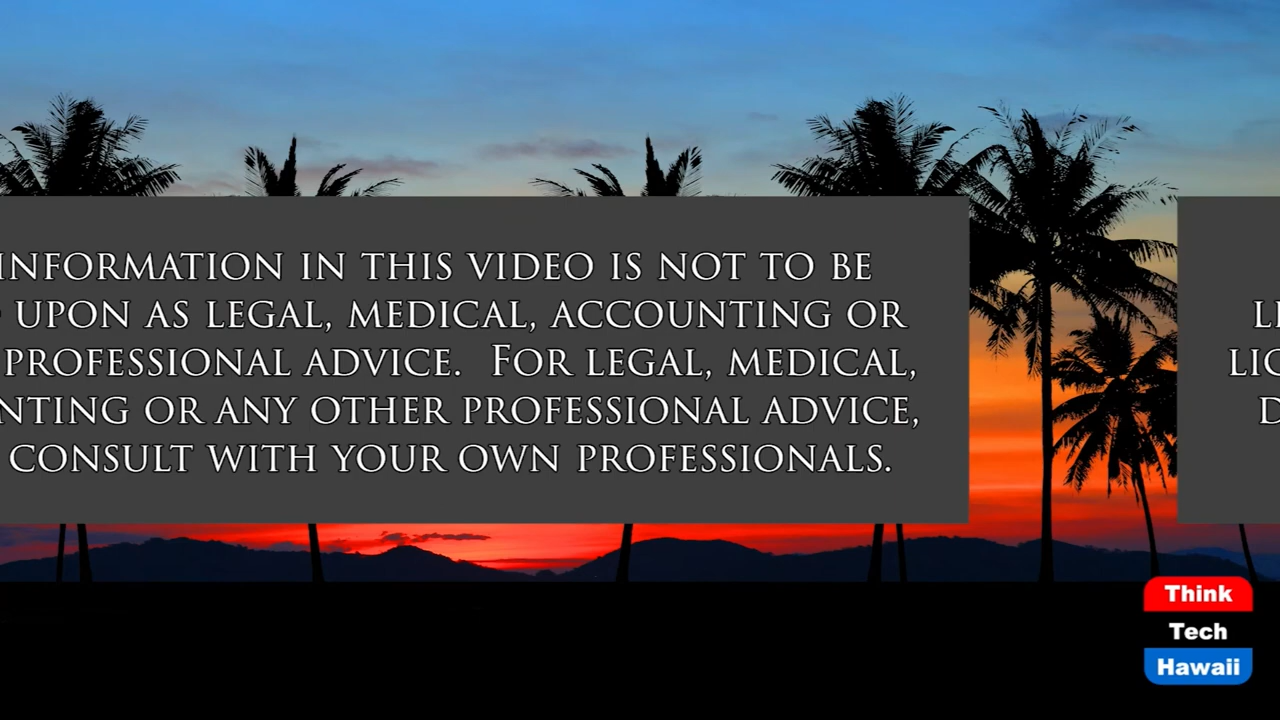 INFORMATION IN THIS VIDEO IS NOT TO BE
UPON AS LEGAL, MEDICAL, ACCOUNTING OR
PROFESSIONAL ADVICE. FOR LEGAL, MEDICAL,
NTING OR ANY OTHER PROFESSIONAL ADVICE,
CONSULT WITH YOUR OWN PROFESSIONALS.
LIC
Think
Tech
Hawaii